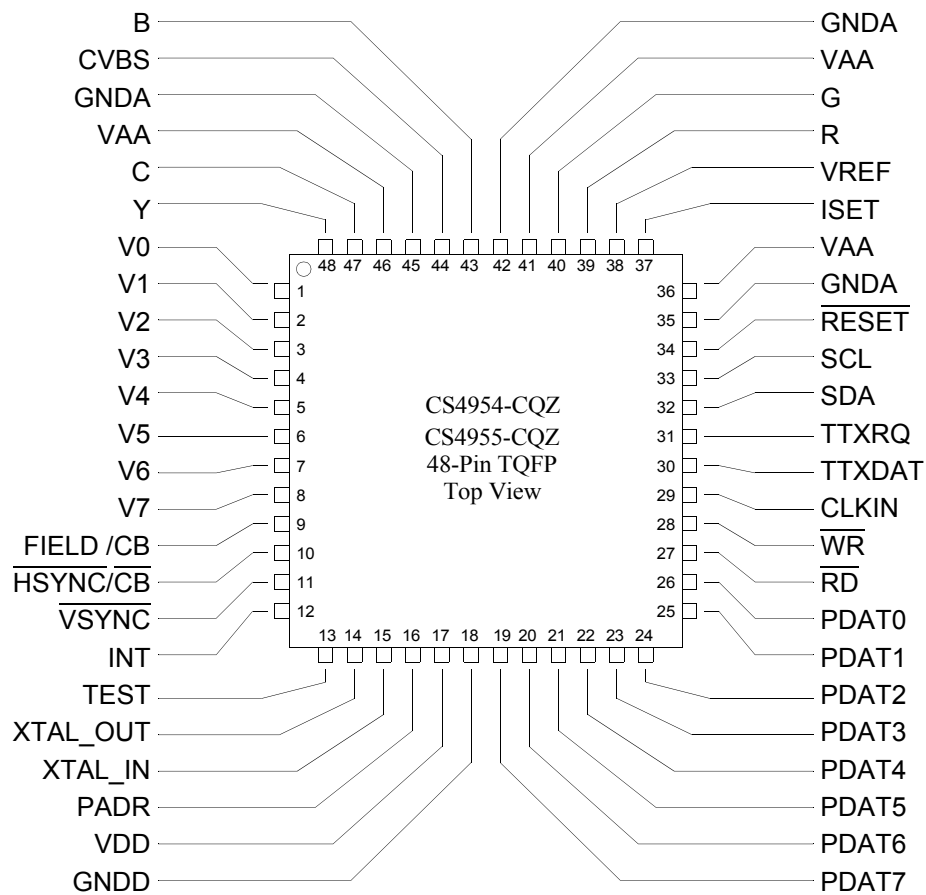 B
CVBS
GNDA
VAA
C
Y
V0
V1
V2
V3
V4
V5
V6
V7
FIELD /CB
HSYNC/CB
VSYNC
INT
TEST
XTAL_OUT
XTAL_IN
PADR
VDD
GNDD
48 47 46 45 44 43 42 41 40 39 38 37
1
2
3
4
5
6
7
8
9
10
11
12
CS4954-CQZ
CS4955-CQZ
48-Pin TQFP
Top View
36
35
34
33
32
31
30
29
28
27
26
25
13 14 15 16 17 18 19 20 21 22 23 24
GNDA
VAA
G
R
VREF
ISET
VAA
GNDA
RESET
SCL
SDA
TTXRQ
TTXDAT
CLKIN
WR
RD
PDAT0
PDAT1
PDAT2
PDAT3
PDAT4
PDAT5
PDAT6
PDAT7